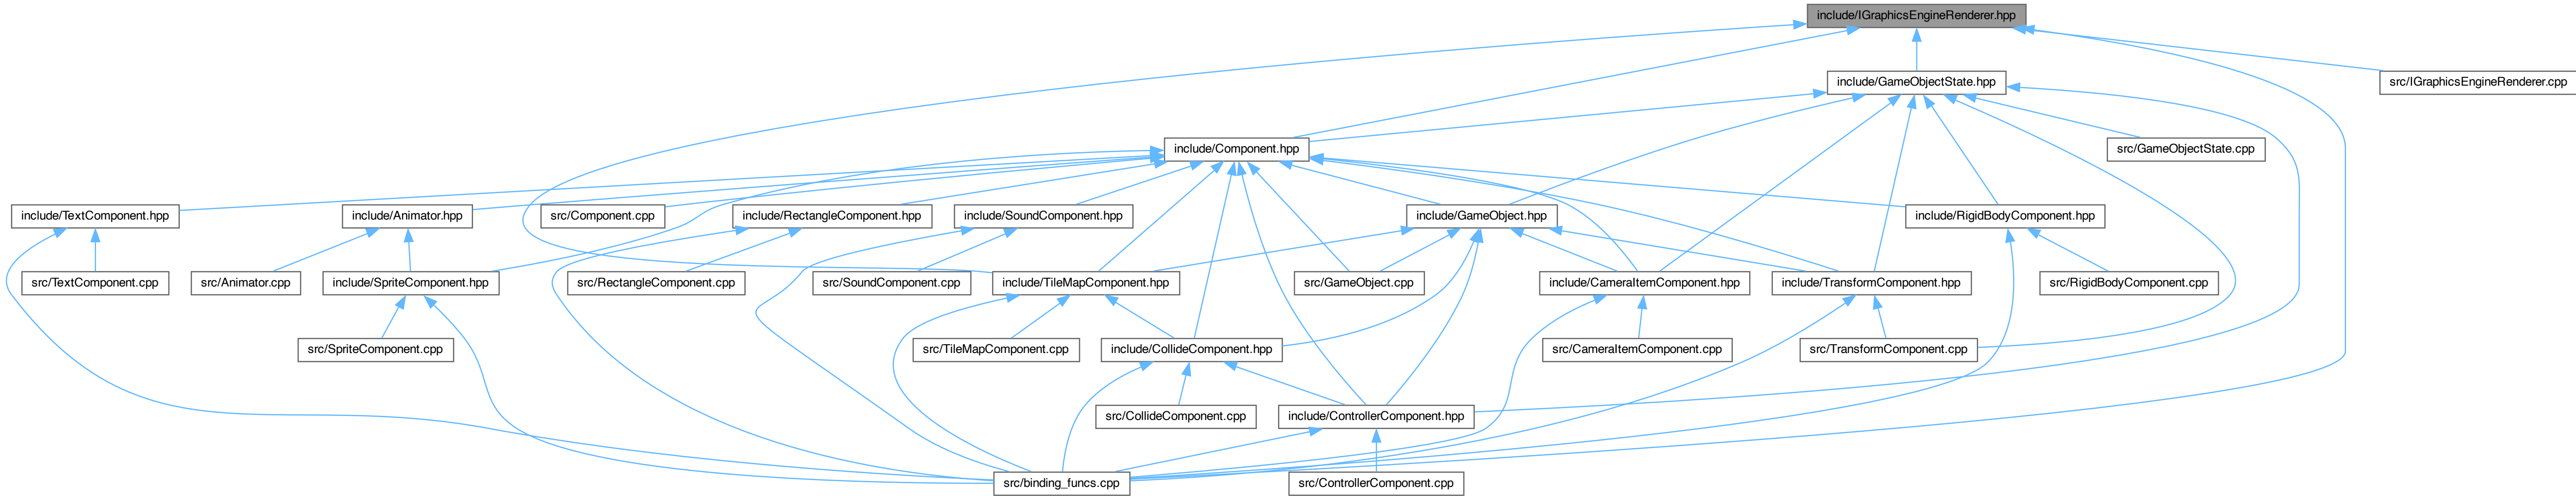 include/IGraphicsEngineRenderer.hpp
include/GameObjectState.hpp
src/IGraphicsEngineRenderer.cpp
include/Component.hpp
src/GameObjectState.cpp
include/TextComponent.hpp
include/Animator.hpp
src/Component.cpp
include/RectangleComponent.hpp
include/SoundComponent.hpp
include/GameObject.hpp
include/RigidBodyComponent.hpp
src/TextComponent.cpp
src/Animator.cpp
include/SpriteComponent.hpp
src/RectangleComponent.cpp
src/SoundComponent.cpp
include/TileMapComponent.hpp
src/GameObject.cpp
include/CameraItemComponent.hpp
include/TransformComponent.hpp
src/RigidBodyComponent.cpp
src/SpriteComponent.cpp
src/TileMapComponent.cpp
include/CollideComponent.hpp
src/CameraItemComponent.cpp
src/TransformComponent.cpp
src/CollideComponent.cpp
include/ControllerComponent.hpp
src/binding_funcs.cpp
src/ControllerComponent.cpp